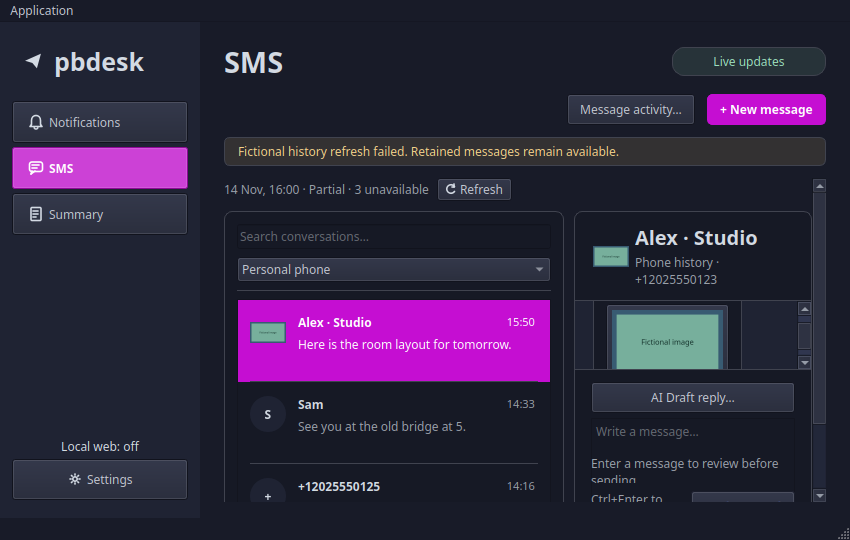 Application
pbdesk
Notifications
SMS
Summary
Local web: off
Settings
SMS
Live updates
Message activity...
+ New message
Fictional history refresh failed. Retained messages remain available.
14 Nov, 16:00 · Partial · 3 unavailable
Refresh
Search conversations...
Personal phone
Alex · Studio
15:50
Here is the room layout for tomorrow.
S
Sam
14:33
See you at the old bridge at 5.
+
+12025550125
14:16
Alex · Studio
Phone history ·
+12025550123
Fictional image
AI Draft reply...
Write a message...
Enter a message to review before
sending
Ctrl+Enter to